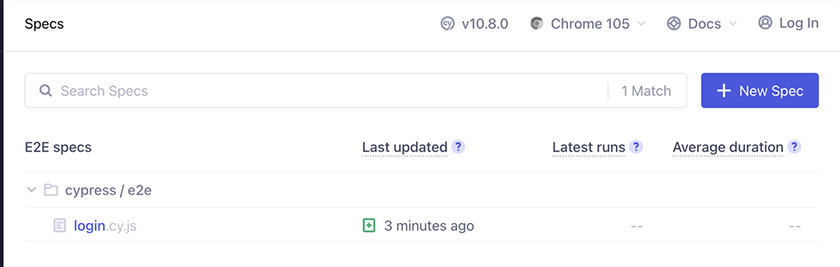 Specs v10.8.0 Chrome 105 Docs Log In
Search Specs 1 Match + New Spec
E2E specs Last updated ? Latest runs ? Average duration ?
cypress / e2e
login.cy.js 3 minutes ago -- --